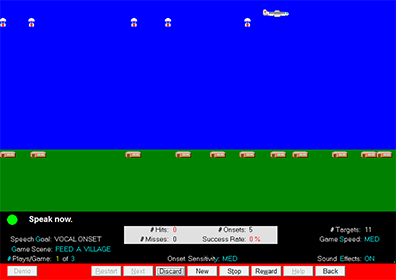 Speak now.
# Hits: 0 # Onsets: 5 # Targets: 11
Speech Goal: VOCAL ONSET # Misses: 0 Success Rate: 0 % Game Speed: MED
Game Scene: FEED A VILLAGE
# Plays/Game: 1 of 3 Onset Sensitivity: MED Sound Effects: ON
Demo Restart Next Discard New Stop Reward Help Back